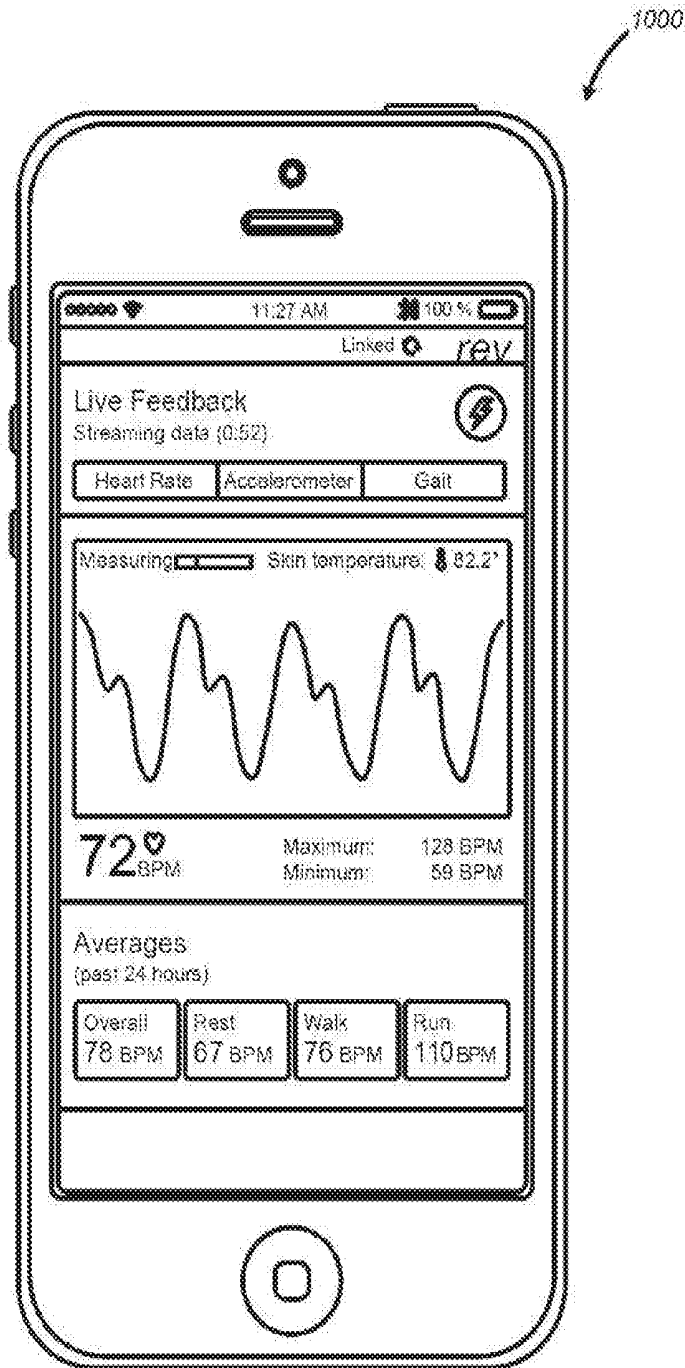 1000
11:27 AM 100 %
Linked rev
Live Feedback
Streaming data (0:52)
Heart Rate Accelerometer Gait
Measuring Skin temperature: 82.2°
72 BPM
Maximum: 128 BPM
Minimum: 59 BPM
Averages
(past 24 hours)
Overall Rest Walk Run
78 BPM 67 BPM 76 BPM 110 BPM